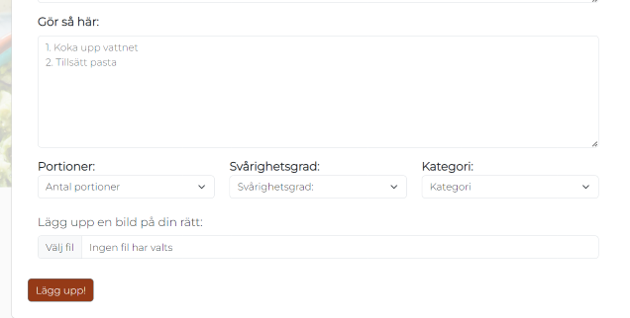 Gör så här:
1. Koka upp vattnet
2. Tillsätt pasta
Portioner: Svårighetsgrad: Kategori:
Antal portioner Svårighetsgrad: Kategori
Lägg upp en bild på din rätt:
Välj fil Ingen fil har valts
Lägg upp!